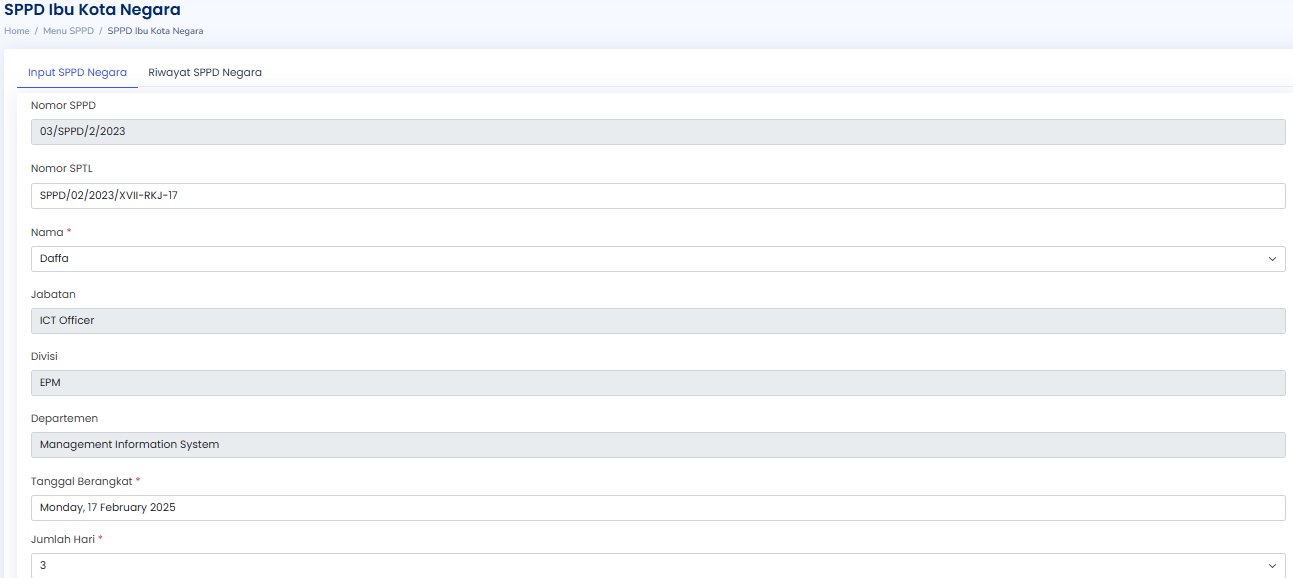 SPPD Ibu Kota Negara
Home / Menu SPPD / SPPD Ibu Kota Negara
Input SPPD Negara Riwayat SPPD Negara
Nomor SPPD
03/SPPD/2/2023
Nomor SPTL
SPPD/02/2023/XVII-RKJ-17
Nama *
Daffa
Jabatan
ICT Officer
Divisi
EPM
Departemen
Management Information System
Tanggal Berangkat *
Monday, 17 February 2025
Jumlah Hari *
3